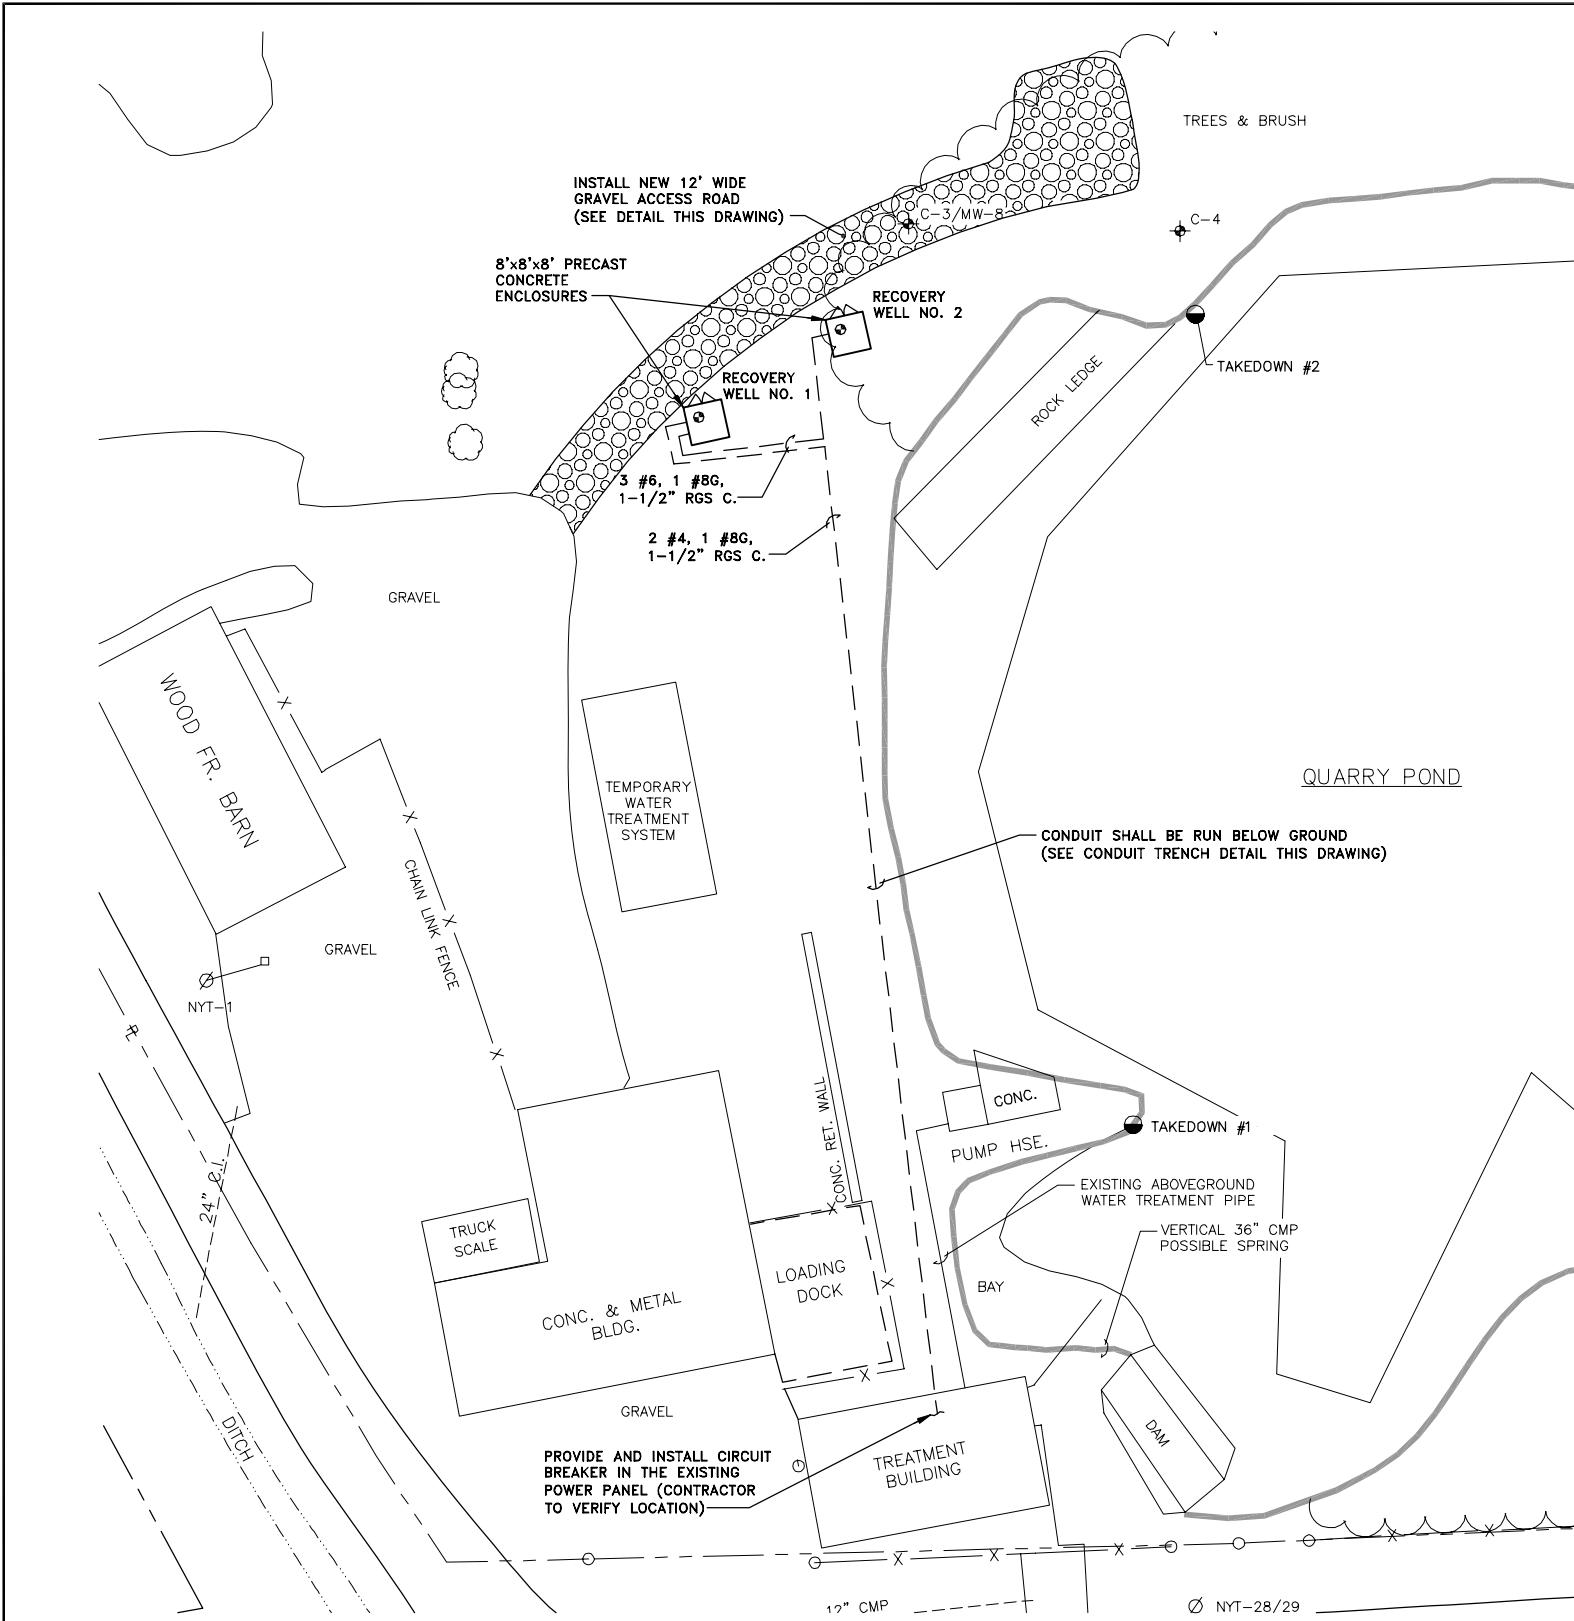 TREES & BRUSH
INSTALL NEW 12' WIDE
GRAVEL ACCESS ROAD
(SEE DETAIL THIS DRAWING)
C-3/MW-8
C-4
8'x8'x8' PRECAST
CONCRETE
ENCLOSURES
RECOVERY
WELL NO. 2
TAKEDOWN #2
RECOVERY
WELL NO. 1
ROCK LEDGE
3 #6, 1 #8G,
1-1/2" RGS C.
2 #4, 1 #8G,
1-1/2" RGS C.
GRAVEL
WOOD FR. BARN
TEMPORARY
WATER
TREATMENT
SYSTEM
QUARRY POND
CONDUIT SHALL BE RUN BELOW GROUND
(SEE CONDUIT TRENCH DETAIL THIS DRAWING)
CHAIN LINK FENCE
GRAVEL
NYT-1
CONC. RET. WALL
CONC.
PUMP HSE.
TAKEDOWN #1
24" C.I.
EXISTING ABOVEGROUND
WATER TREATMENT PIPE
VERTICAL 36" CMP
POSSIBLE SPRING
TRUCK
SCALE
LOADING
DOCK
BAY
CONC. & METAL
BLDG.
DITCH
GRAVEL
DAM
PROVIDE AND INSTALL CIRCUIT
BREAKER IN THE EXISTING
POWER PANEL (CONTRACTOR
TO VERIFY LOCATION)
TREATMENT
BUILDING
12" CMP
NYT-28/29